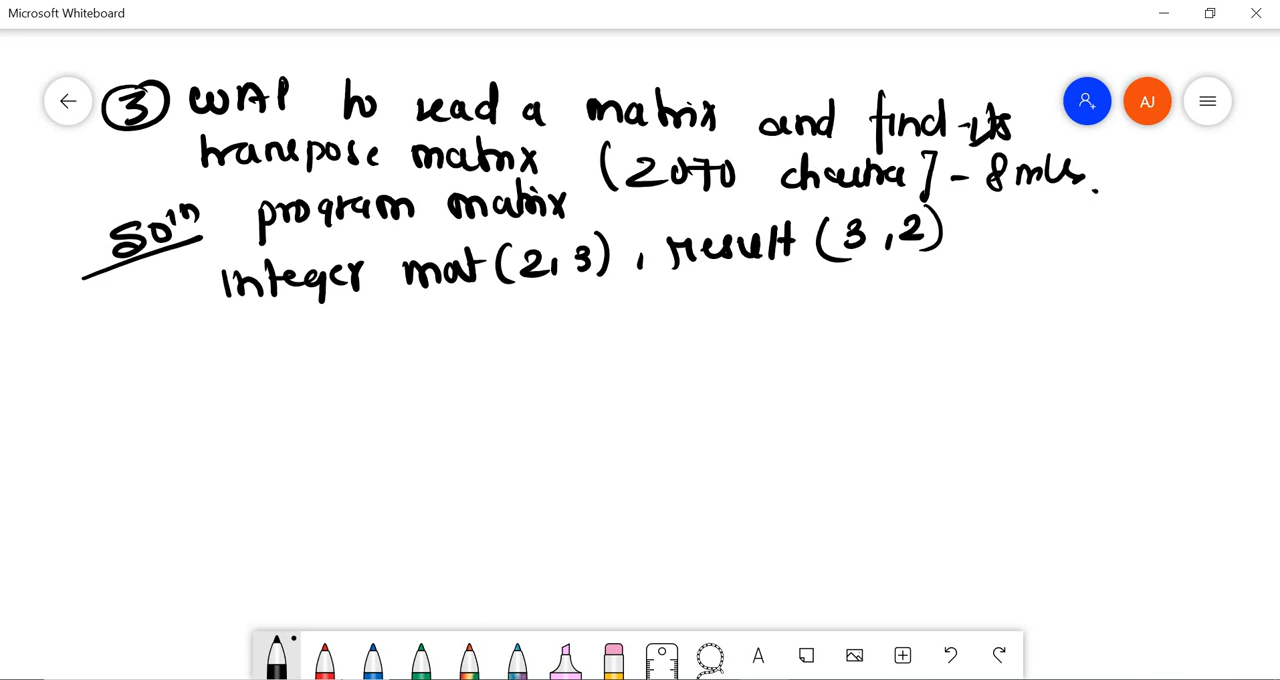 Microsoft Whiteboard
AJ
③ WAP to read a matrix and find its
transpose matrix (2070 chaitra] - 8 mks.
Soln program matrix
integer mat(2, 3), result (3,2)
A